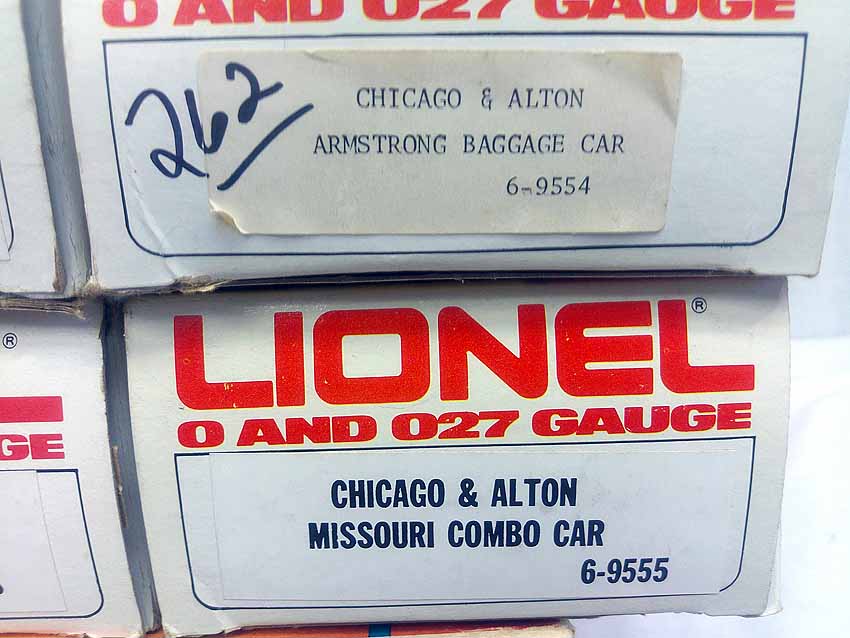 O AND O27 GAUGE
262
CHICAGO & ALTON
ARMSTRONG BAGGAGE CAR
6-9554
®
GE
LIONEL®
O AND O27 GAUGE
CHICAGO & ALTON
MISSOURI COMBO CAR
6-9555